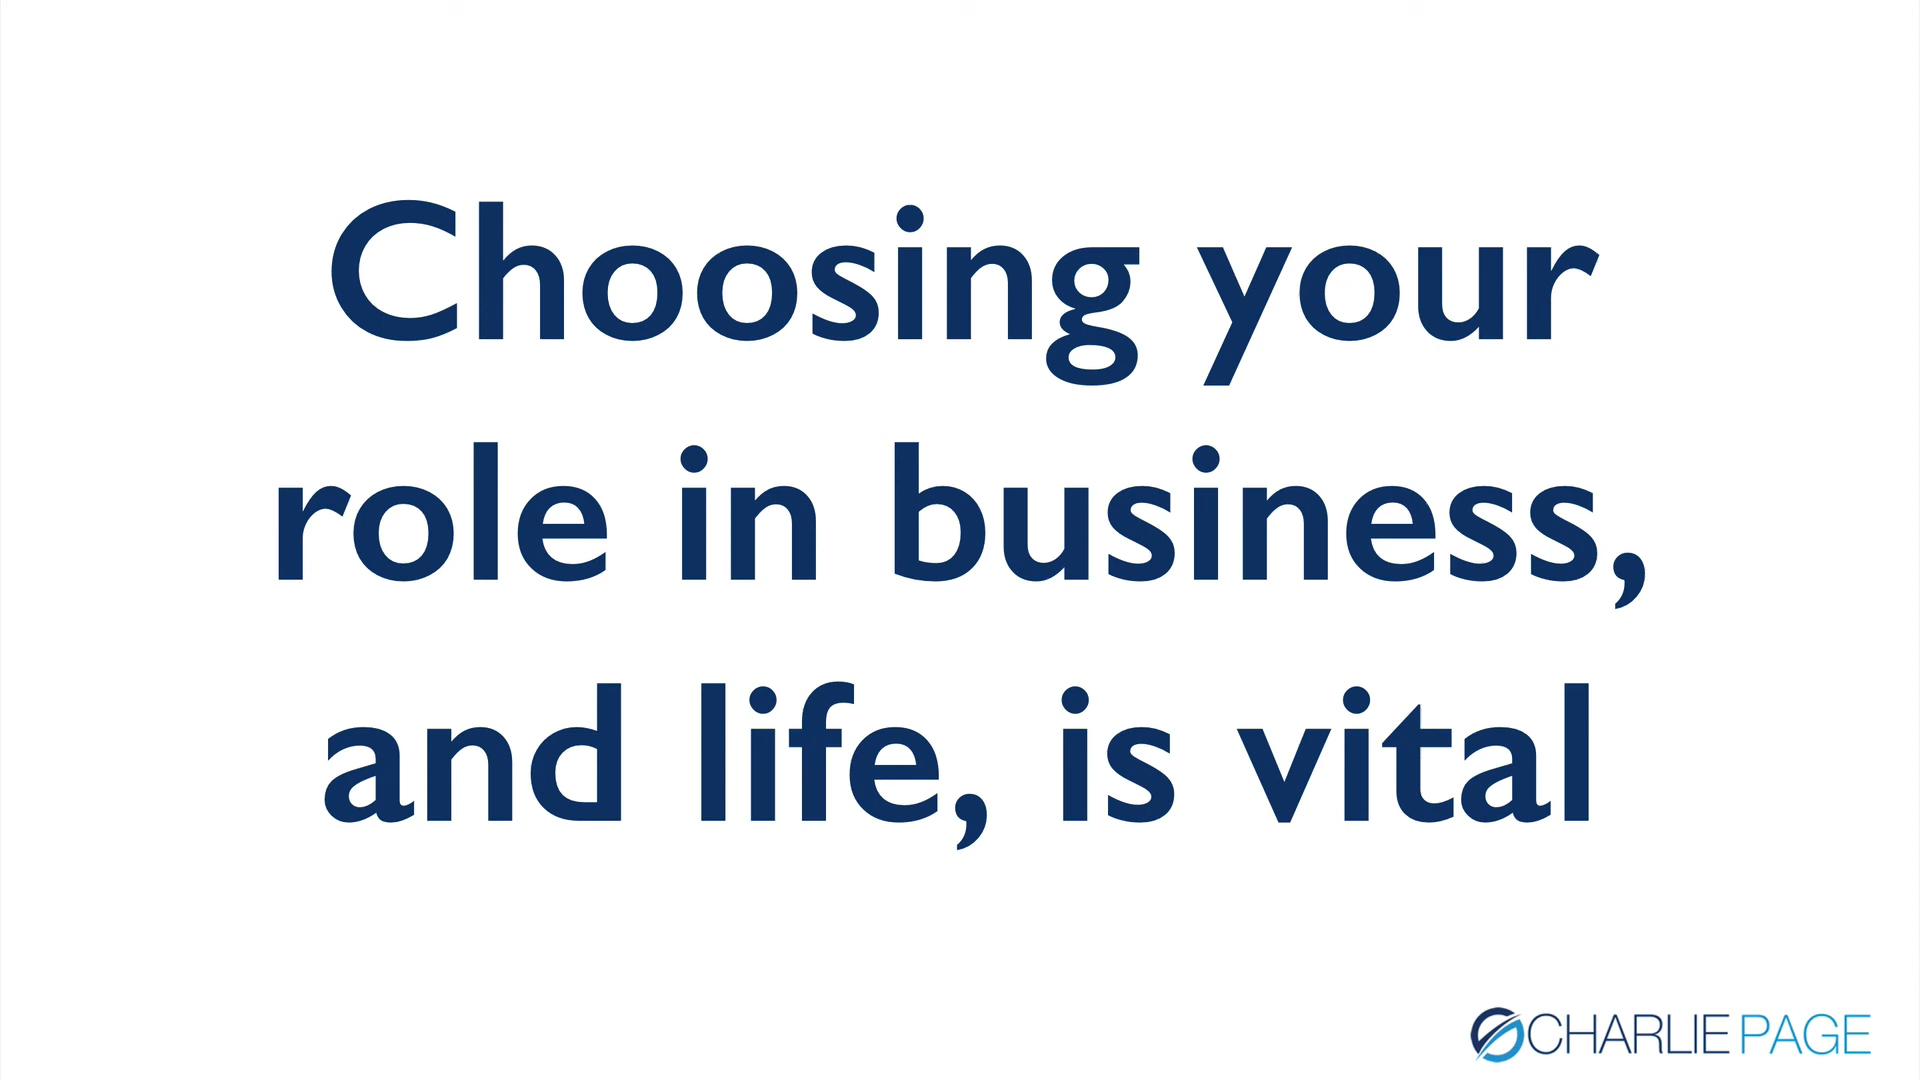 Choosing your
role in business,
and life, is vital
CHARLIE PAGE